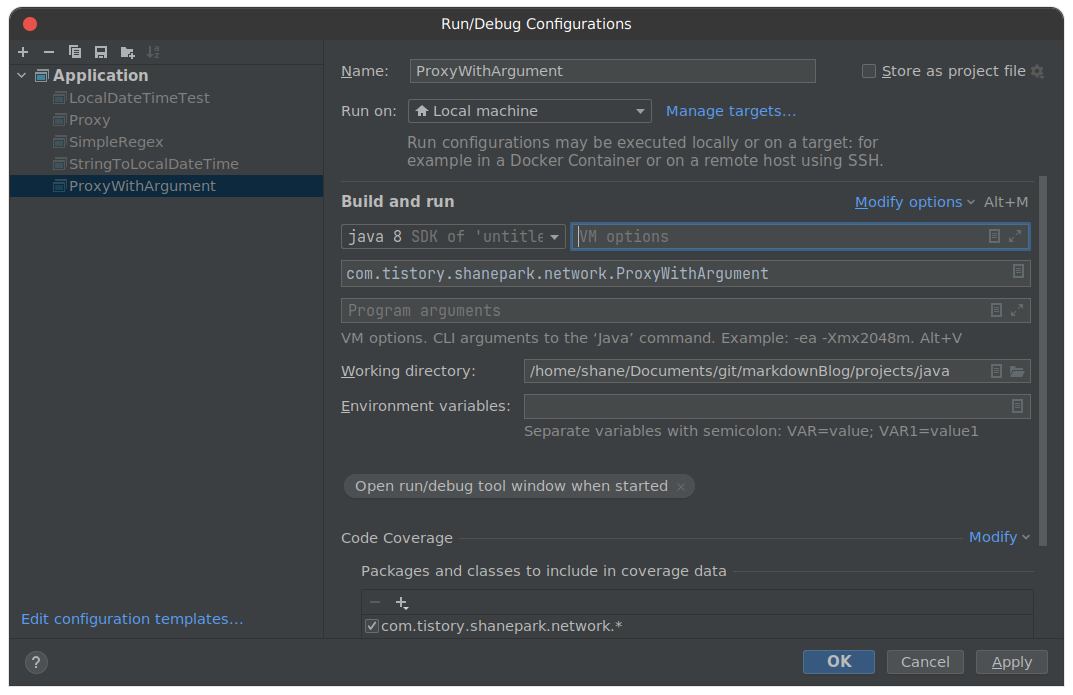 Run/Debug Configurations
Application
LocalDateTimeTest
Proxy
SimpleRegex
StringToLocalDateTime
ProxyWithArgument
Edit configuration templates...
Name: ProxyWithArgument Store as project file
Run on: Local machine Manage targets...
Run configurations may be executed locally or on a target: for
example in a Docker Container or on a remote host using SSH.
Build and run Modify options Alt+M
java 8 SDK of 'untitle VM options
com.tistory.shanepark.network.ProxyWithArgument
Program arguments
VM options. CLI arguments to the ‘Java’ command. Example: -ea -Xmx2048m. Alt+V
Working directory: /home/shane/Documents/git/markdownBlog/projects/java
Environment variables:
Separate variables with semicolon: VAR=value; VAR1=value1
Open run/debug tool window when started ×
Code Coverage Modify
Packages and classes to include in coverage data
com.tistory.shanepark.network.*
? OK Cancel Apply